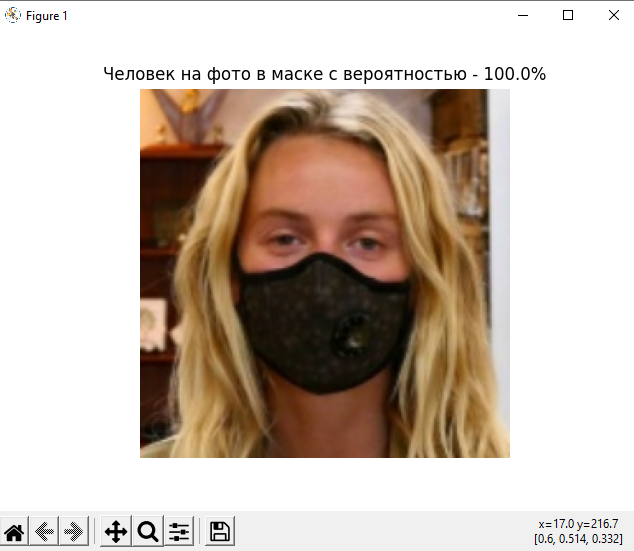 Figure 1
Человек на фото в маске с вероятностью - 100.0%
x=17.0 y=216.7
[0.6, 0.514, 0.332]